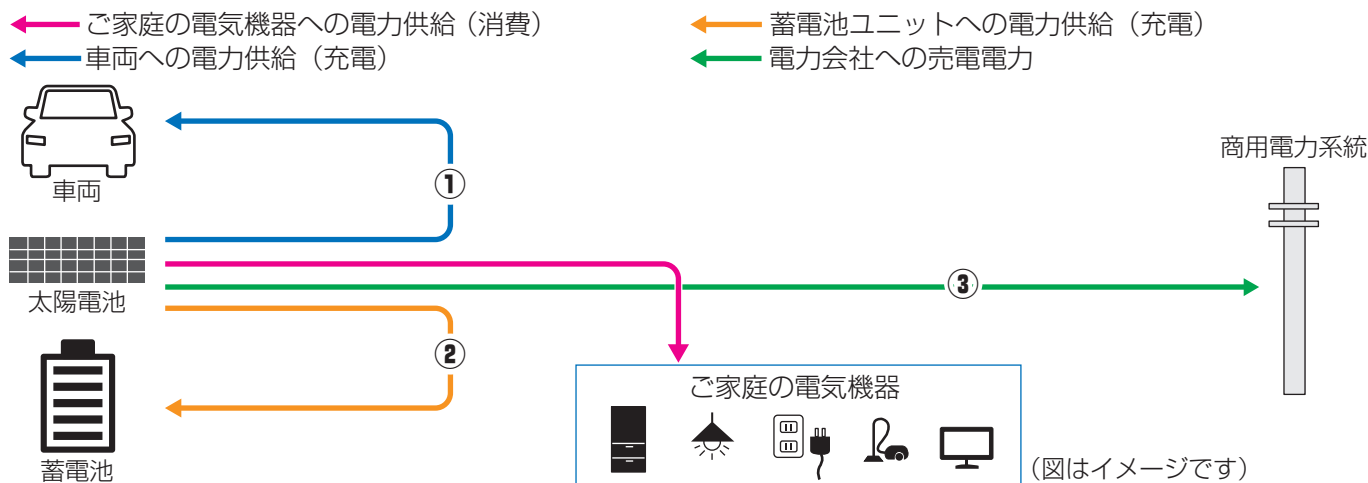 ご家庭の電気機器への電力供給（消費）
蓄電池ユニットへの電力供給（充電）
車両への電力供給（充電）
電力会社への売電電力
商用電力系統
車両
①
太陽電池
③
②
ご家庭の電気機器
蓄電池
（図はイメージです）